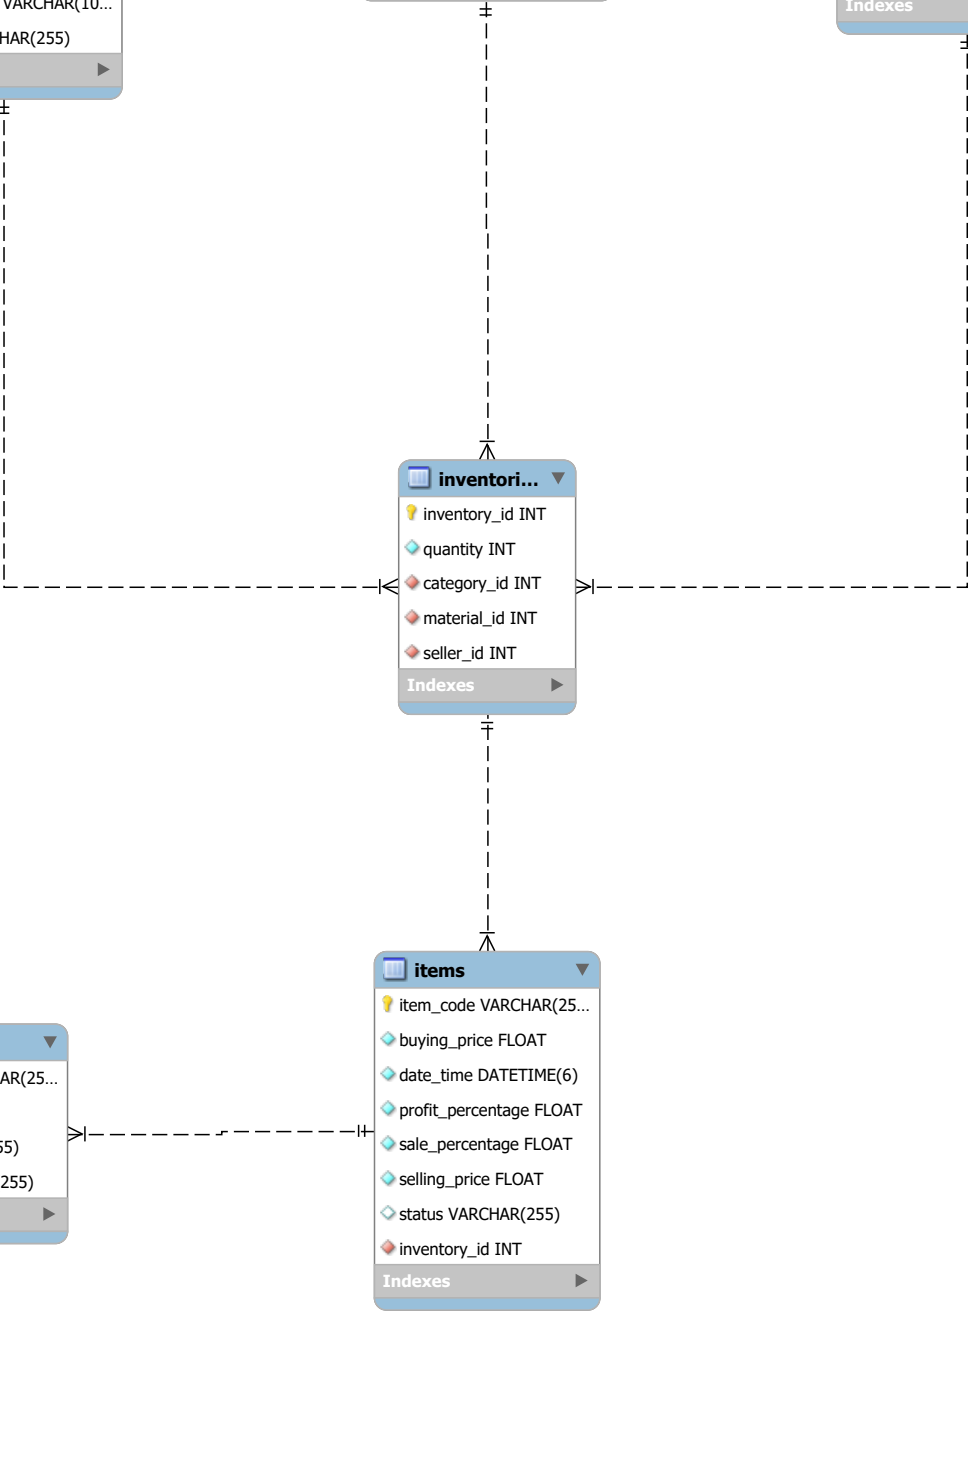 VARCHAR(10...
HAR(255)
Indexes
inventori...
inventory_id INT
quantity INT
category_id INT
material_id INT
seller_id INT
Indexes
items
item_code VARCHAR(25...
buying_price FLOAT
date_time DATETIME(6)
profit_percentage FLOAT
sale_percentage FLOAT
selling_price FLOAT
status VARCHAR(255)
inventory_id INT
Indexes
AR(25...
55)
255)